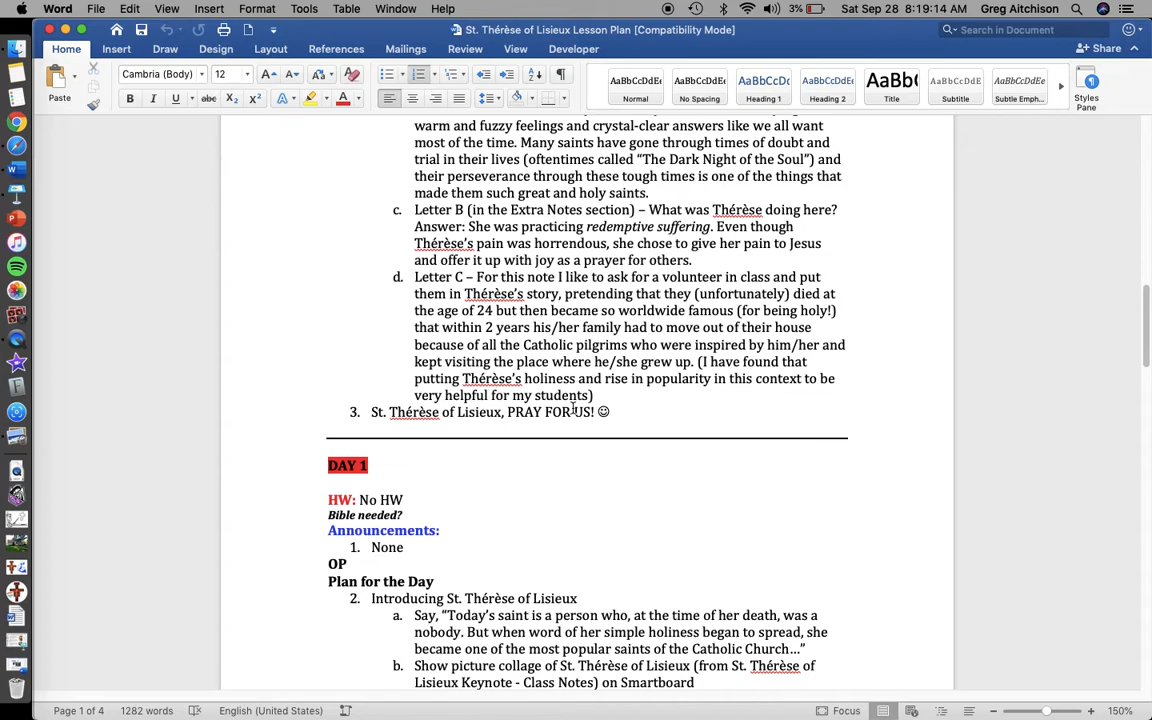 Word File Edit View Insert Format Tools Table Window Help 3% Sat Sep 28 8:19:14 AM Greg Aitchison
St. Thérèse of Lisieux Lesson Plan [Compatibility Mode]
Search in Document
Home Insert Draw Design Layout References Mailings Review View Developer Share
Paste
Cambria (Body) 12
AaBbCcDdEe AaBbCcDdEe AaBbCcDc AaBbCcDdEe AaBbC AaBbCcDdEe AaBbCcDdEe
Normal No Spacing Heading 1 Heading 2 Title Subtitle Subtle Emph...
Styles Pane
warm and fuzzy feelings and crystal-clear answers like we all want
most of the time. Many saints have gone through times of doubt and
trial in their lives (oftentimes called “The Dark Night of the Soul”) and
their perseverance through these tough times is one of the things that
made them such great and holy saints.
c. Letter B (in the Extra Notes section) – What was Thérèse doing here?
Answer: She was practicing redemptive suffering. Even though
Thérèse’s pain was horrendous, she chose to give her pain to Jesus
and offer it up with joy as a prayer for others.
d. Letter C – For this note I like to ask for a volunteer in class and put
them in Thérèse’s story, pretending that they (unfortunately) died at
the age of 24 but then became so worldwide famous (for being holy!)
that within 2 years his/her family had to move out of their house
because of all the Catholic pilgrims who were inspired by him/her and
kept visiting the place where he/she grew up. (I have found that
putting Thérèse’s holiness and rise in popularity in this context to be
very helpful for my students)
3. St. Thérèse of Lisieux, PRAY FOR US! ☺
DAY 1
HW: No HW
Bible needed?
Announcements:
1. None
OP
Plan for the Day
2. Introducing St. Thérèse of Lisieux
a. Say, “Today’s saint is a person who, at the time of her death, was a
nobody. But when word of her simple holiness began to spread, she
became one of the most popular saints of the Catholic Church…”
b. Show picture collage of St. Thérèse of Lisieux (from St. Thérèse of
Lisieux Keynote - Class Notes) on Smartboard
Page 1 of 4 1282 words English (United States) Focus 150%